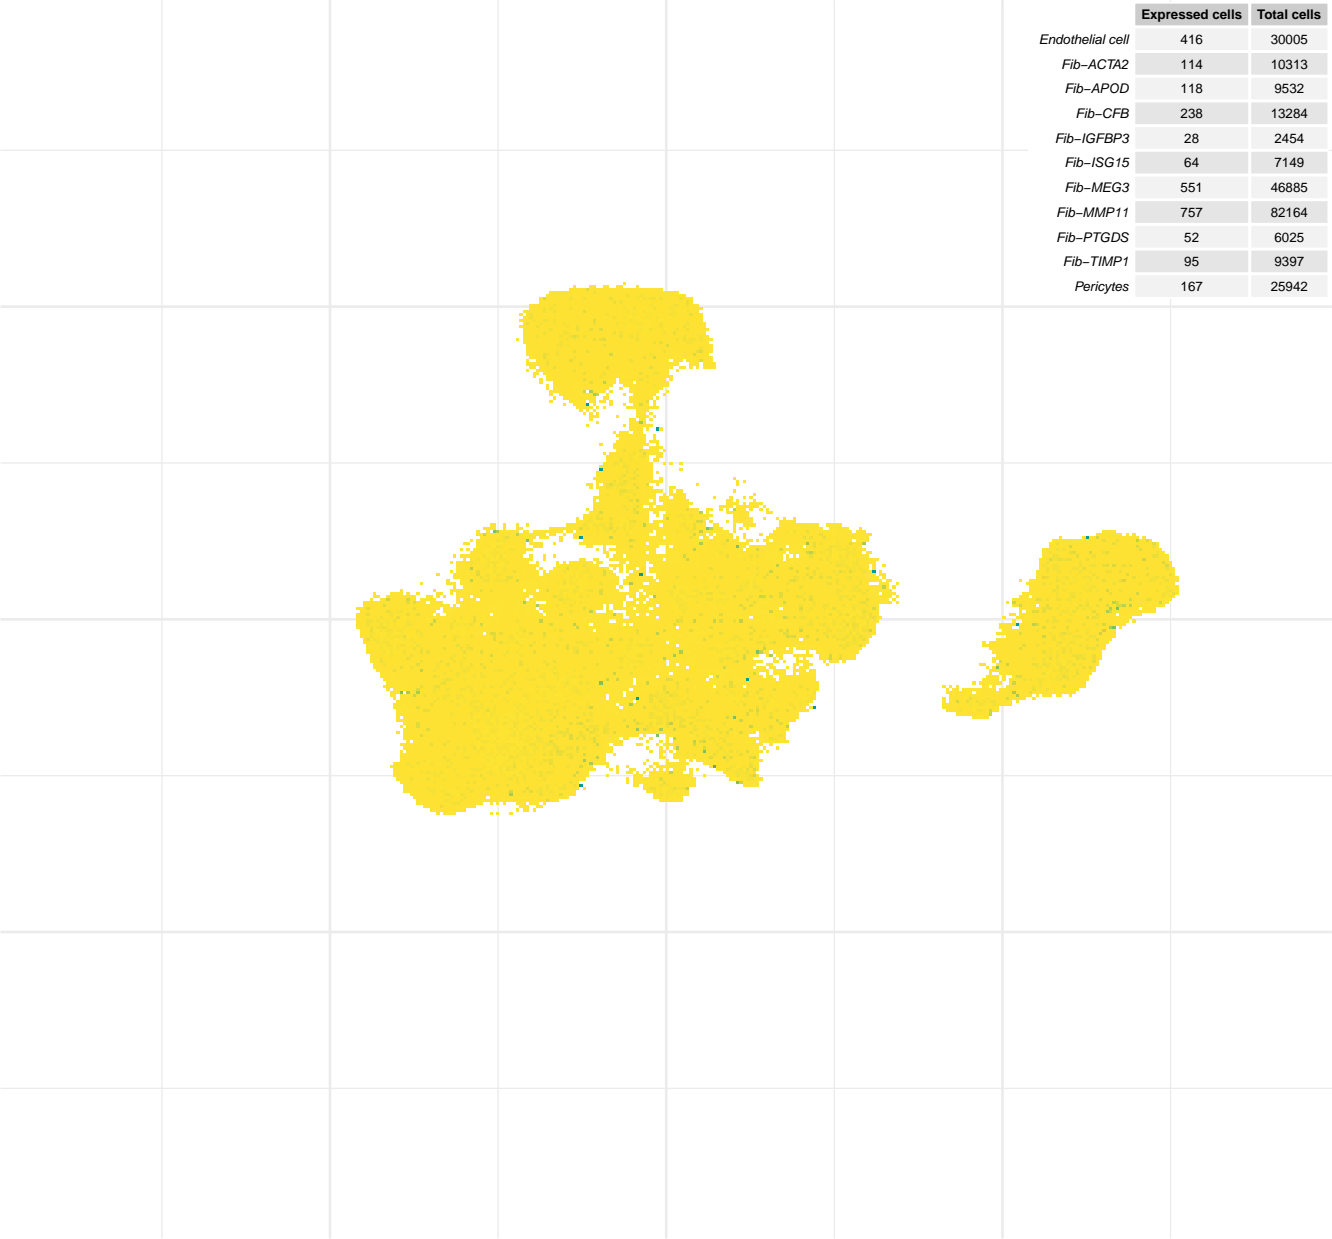 Expressed cells Total cells
Endothelial cell 416 30005
Fib−ACTA2 114 10313
Fib−APOD 118 9532
Fib−CFB 238 13284
Fib−IGFBP3 28 2454
Fib−ISG15 64 7149
Fib−MEG3 551 46885
Fib−MMP11 757 82164
Fib−PTGDS 52 6025
Fib−TIMP1 95 9397
Pericytes 167 25942